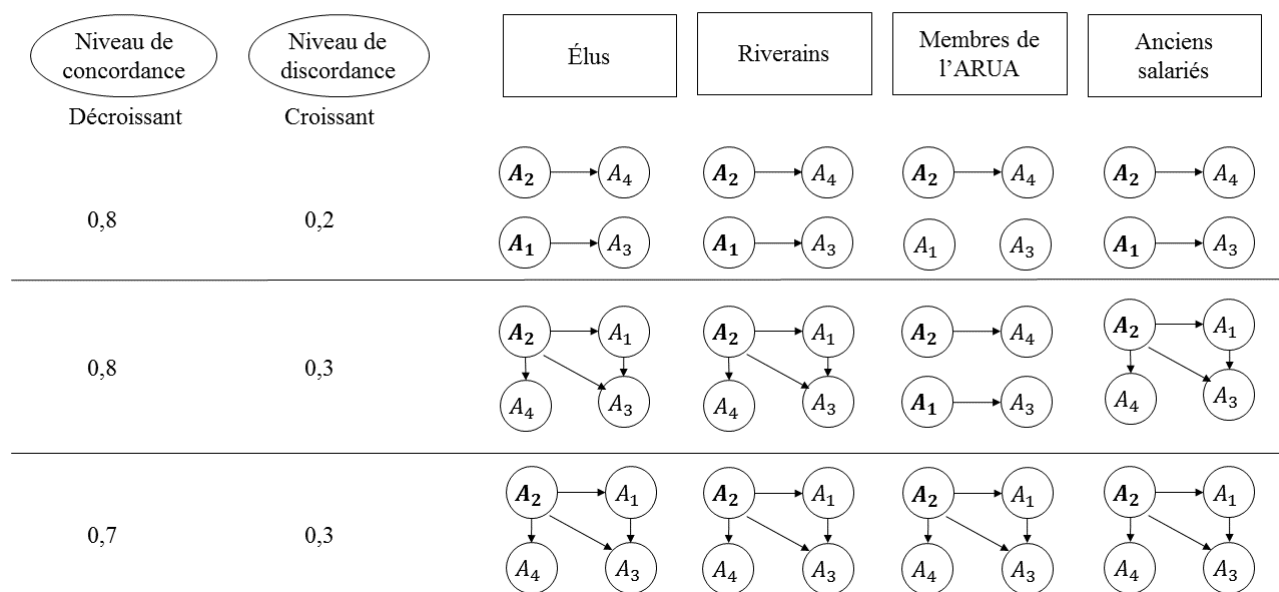 Niveau de
concordance
Niveau de
discordance
Élus
Riverains
Membres de
l'ARUA
Anciens
salariés
Décroissant
Croissant
A2 A4 A2 A4 A2 A4 A2 A4
0,8 0,2
A1 A3 A1 A3 A1 A3 A1 A3
A2 A1 A2 A1 A2 A4 A2 A1
0,8 0,3
A4 A3 A4 A3 A1 A3 A4 A3
A2 A1 A2 A1 A2 A1 A2 A1
0,7 0,3
A4 A3 A4 A3 A4 A3 A4 A3